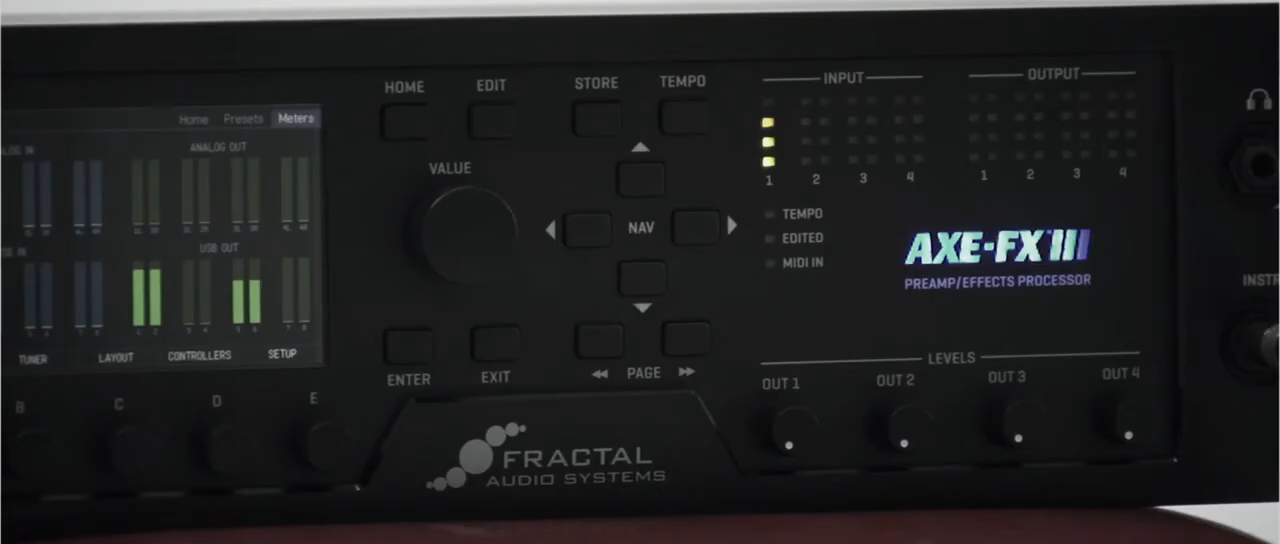 Home Presets Meters
ANALOG OUT
USB OUT
TUNER LAYOUT CONTROLLERS SETUP
B C D E
HOME EDIT STORE TEMPO
VALUE
NAV
ENTER EXIT PAGE
INPUT
1 2 3 4
OUTPUT
1 2 3 4
TEMPO
EDITED
MIDI IN
AXE-FX III
PREAMP/EFFECTS PROCESSOR
LEVELS
OUT 1 OUT 2 OUT 3 OUT 4
INSTR
FRACTAL
AUDIO SYSTEMS